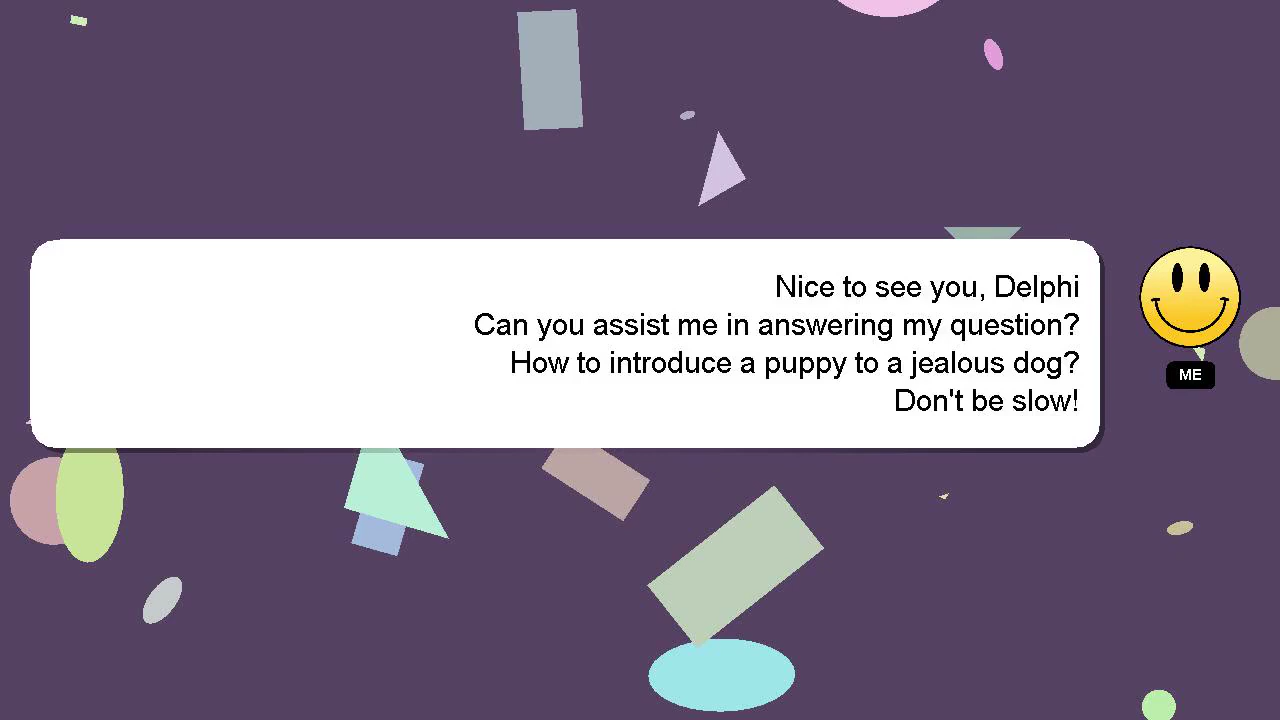 Nice to see you, Delphi
Can you assist me in answering my question?
How to introduce a puppy to a jealous dog?
Don't be slow!
ME